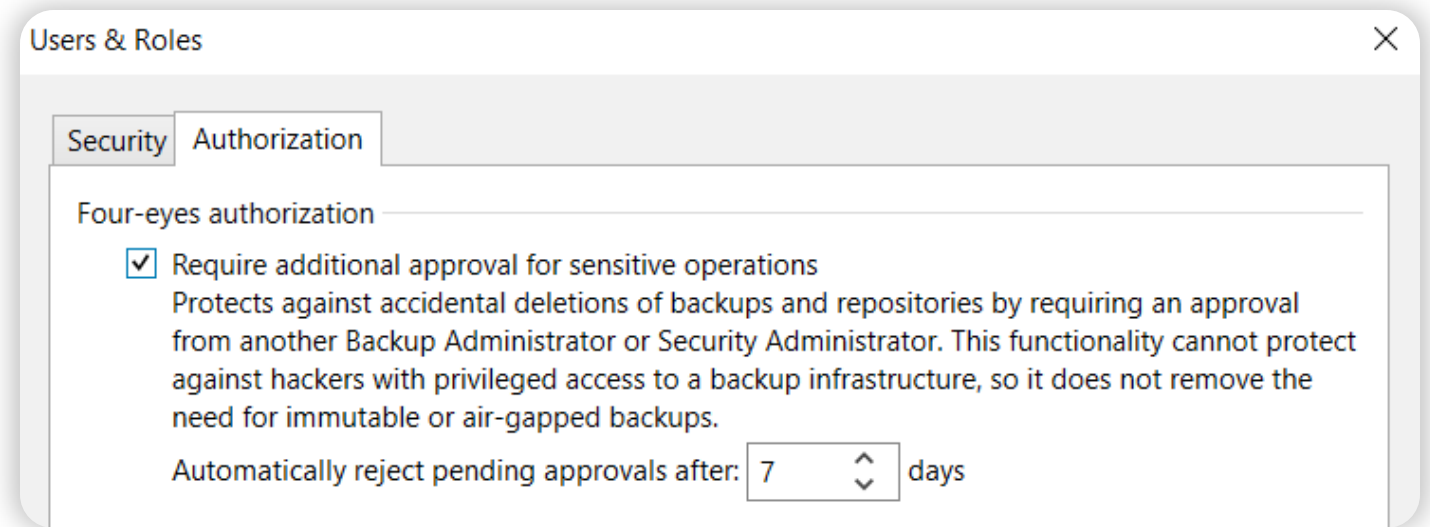 Users & Roles
Security
Authorization
Four-eyes authorization
Require additional approval for sensitive operations
Protects against accidental deletions of backups and repositories by requiring an approval
from another Backup Administrator or Security Administrator. This functionality cannot protect
against hackers with privileged access to a backup infrastructure, so it does not remove the
need for immutable or air-gapped backups.
Automatically reject pending approvals after: 7 days